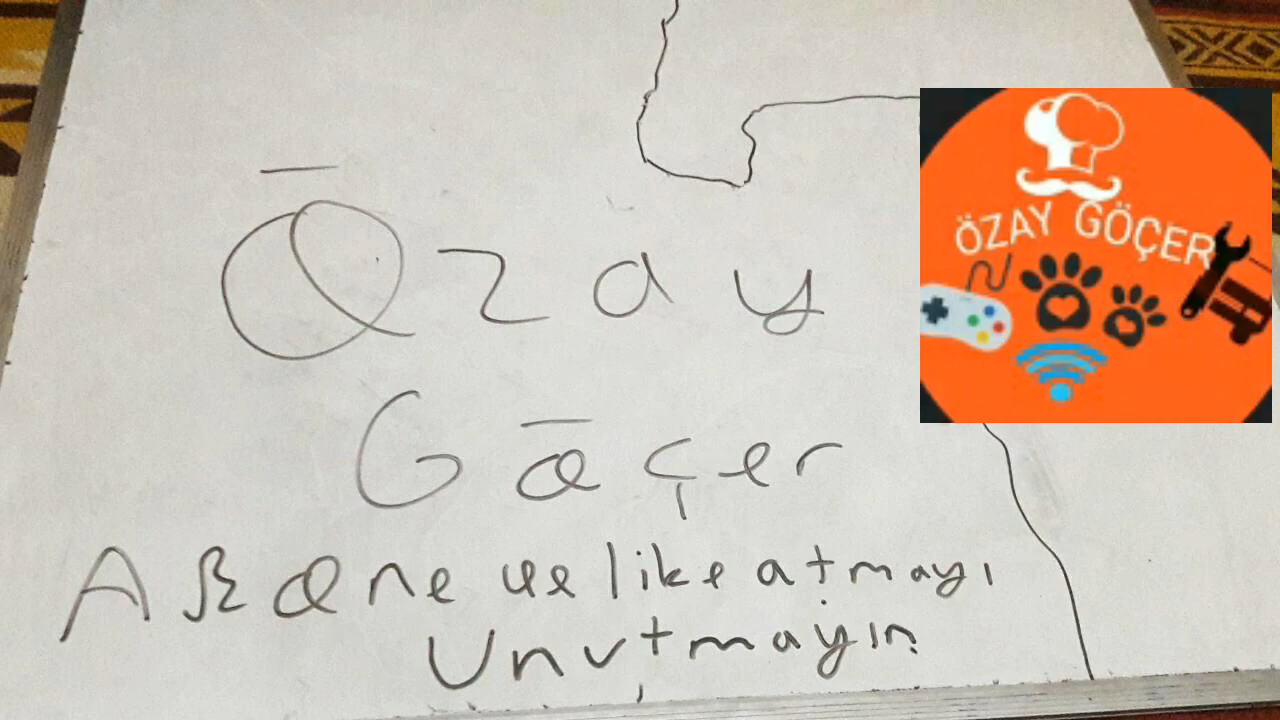 Özay
Göçer
Abone ve like atmayı
Unutmayın
ÖZAY GÖÇER